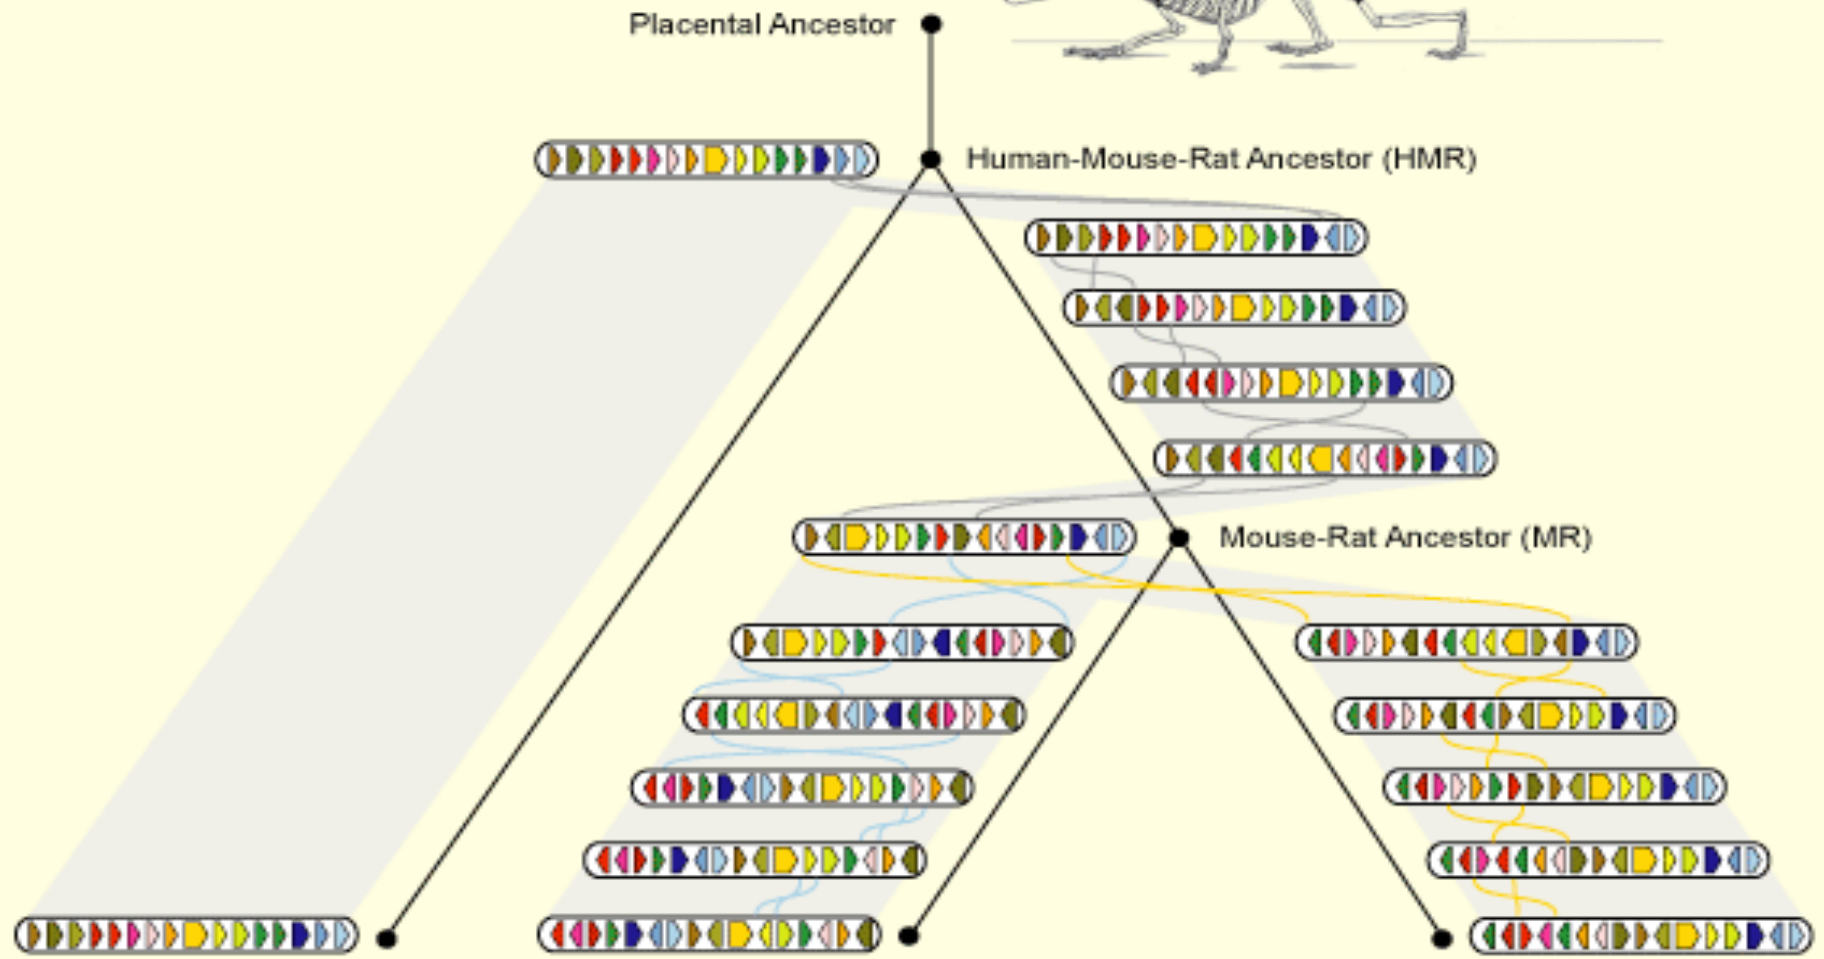 Placental Ancestor
Human-Mouse-Rat Ancestor (HMR)
Mouse-Rat Ancestor (MR)